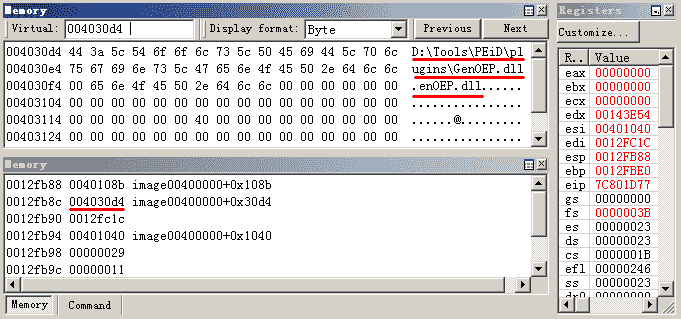 Memory
Virtual: 004030d4 Display format: Byte Previous Next
004030d4 44 3a 5c 54 6f 6f 6c 73 5c 50 45 69 44 5c 70 6c D:\Tools\PEiD\pl
004030e4 75 67 69 6e 73 5c 47 65 6e 4f 45 50 2e 64 6c 6c ugins\GenOEP.dll
004030f4 00 65 6e 4f 45 50 2e 64 6c 6c 00 00 00 00 00 00 .enOEP.dll......
00403104 00 00 00 00 00 00 00 00 00 00 00 00 00 00 00 00 ................
00403114 00 00 00 00 00 00 40 00 00 00 00 00 00 00 00 00 ......@.........
00403124 00 00 00 00 00 00 00 00 00 00 00 00 00 00 00 00 ................
Memory
0012fb88 0040108b image00400000+0x108b
0012fb8c 004030d4 image00400000+0x30d4
0012fb90 0012fc1c
0012fb94 00401040 image00400000+0x1040
0012fb98 00000029
0012fb9c 00000011
Memory Command
Registers
Customize...
R.. Value
eax 00000000
ebx 00000000
ecx 00000000
edx 00143E54
esi 00401040
edi 0012FC1C
esp 0012FB88
ebp 0012FBE0
eip 7C801D77
gs 00000000
fs 0000003B
es 00000023
ds 00000023
cs 0000001B
efl 00000246
ss 00000023
dr0 00000000